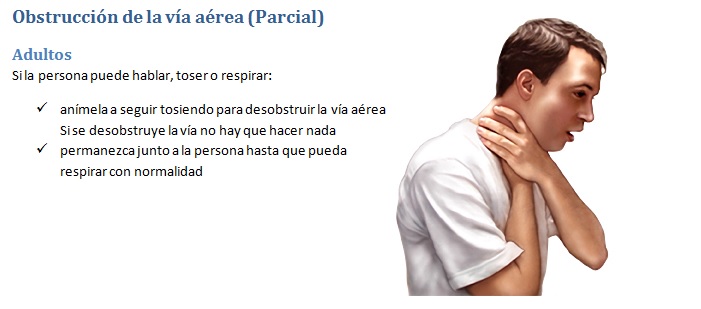 Obstrucción de la vía aérea (Parcial)
Adultos
Si la persona puede hablar, toser o respirar:
✓ anímela a seguir tosiendo para desobstruir la vía aérea
Si se desobstruye la vía no hay que hacer nada
✓ permanezca junto a la persona hasta que pueda
respirar con normalidad